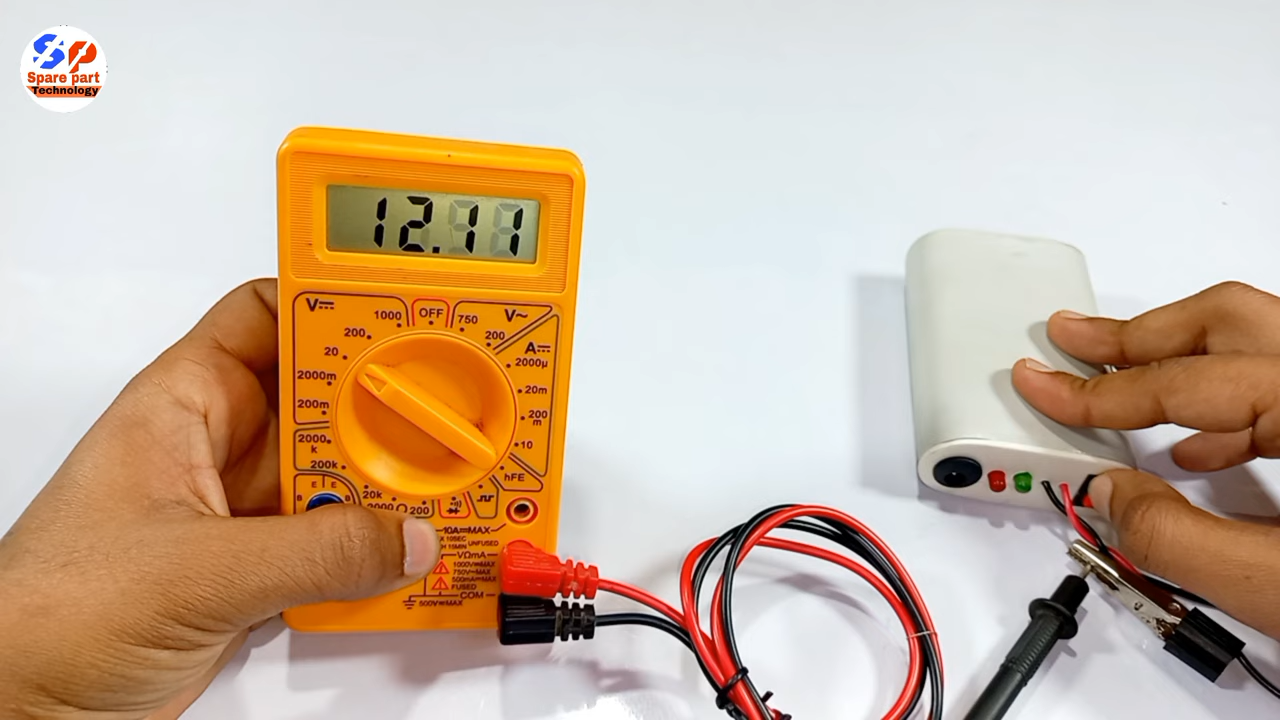 SP
Spare part
Technology
12.11
V⎓
1000
OFF
750
V~
200
200
20
2000m
200m
A⎓
2000µ
20m
200
m
10
2000
k
200k
20k
200
hFE
E E
B
B
10A⎓MAX
UNFUSED
VΩmA
1000V⎓MAX
750V~MAX
500mA⎓MAX
FUSED
COM
500V⎓MAX